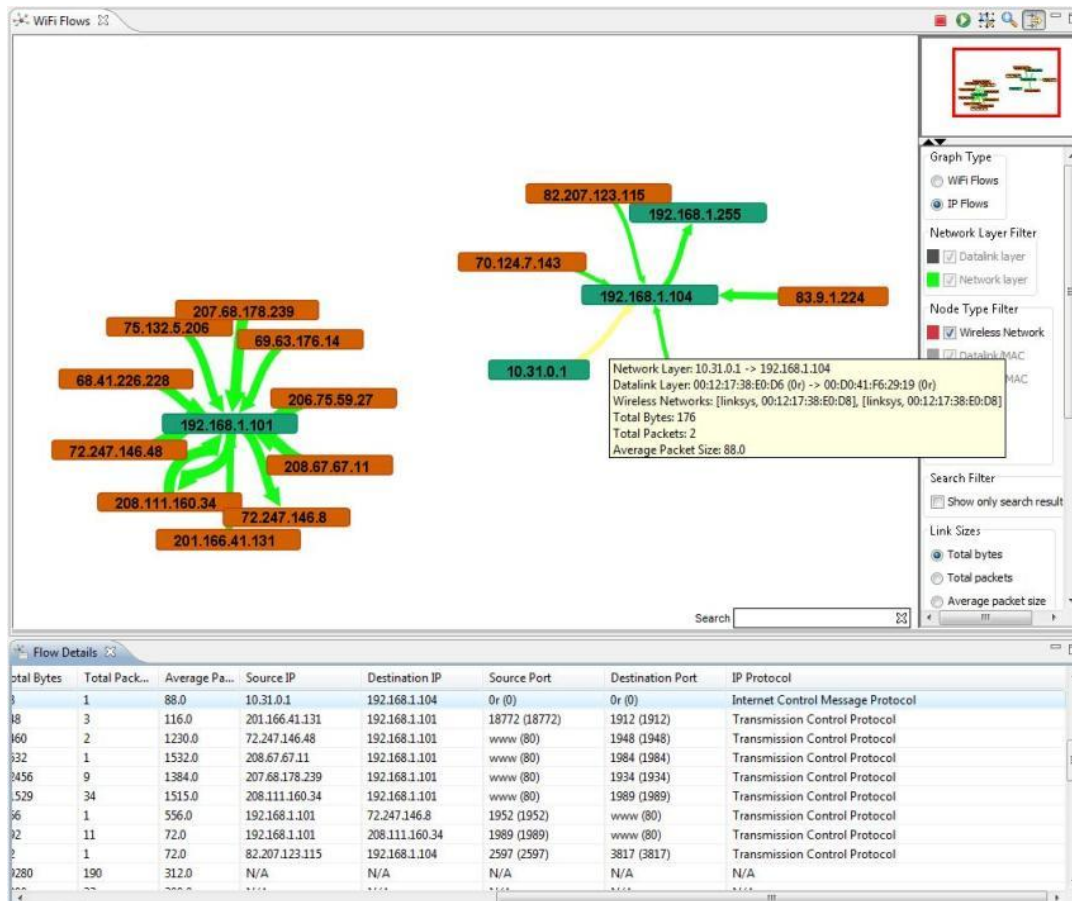 WiFi Flows
82.207.123.115
192.168.1.255
70.124.7.143
192.168.1.104
83.9.1.224
10.31.0.1
207.68.178.239
75.132.5.206
69.63.176.14
68.41.226.228
206.75.59.27
192.168.1.101
72.247.146.48
208.67.67.11
208.111.160.34
72.247.146.8
201.166.41.131
Network Layer: 10.31.0.1 -> 192.168.1.104
Datalink Layer: 00:12:17:38:E0:D6 (0r) -> 00:D0:41:F6:29:19 (0r)
Wireless Networks: [linksys, 00:12:17:38:E0:D8], [linksys, 00:12:17:38:E0:D8]
Total Bytes: 176
Total Packets: 2
Average Packet Size: 88.0
Search
Graph Type
WiFi Flows
IP Flows
Network Layer Filter
Datalink layer
Network layer
Node Type Filter
Wireless Network
Datalink/MAC
MAC
Search Filter
Show only search result
Link Sizes
Total bytes
Total packets
Average packet size
Flow Details
otal Bytes Total Pack... Average Pa... Source IP Destination IP Source Port Destination Port IP Protocol
1 88.0 10.31.0.1 192.168.1.104 0r (0) 0r (0) Internet Control Message Protocol
48 3 116.0 201.166.41.131 192.168.1.101 18772 (18772) 1912 (1912) Transmission Control Protocol
460 2 1230.0 72.247.146.48 192.168.1.101 www (80) 1948 (1948) Transmission Control Protocol
532 1 1532.0 208.67.67.11 192.168.1.101 www (80) 1984 (1984) Transmission Control Protocol
2456 9 1384.0 207.68.178.239 192.168.1.101 www (80) 1934 (1934) Transmission Control Protocol
1529 34 1515.0 208.111.160.34 192.168.1.101 www (80) 1989 (1989) Transmission Control Protocol
56 1 556.0 192.168.1.101 72.247.146.8 1952 (1952) www (80) Transmission Control Protocol
92 11 72.0 192.168.1.101 208.111.160.34 1989 (1989) www (80) Transmission Control Protocol
2 1 72.0 82.207.123.115 192.168.1.104 2597 (2597) 3817 (3817) Transmission Control Protocol
9280 190 312.0 N/A N/A N/A N/A N/A